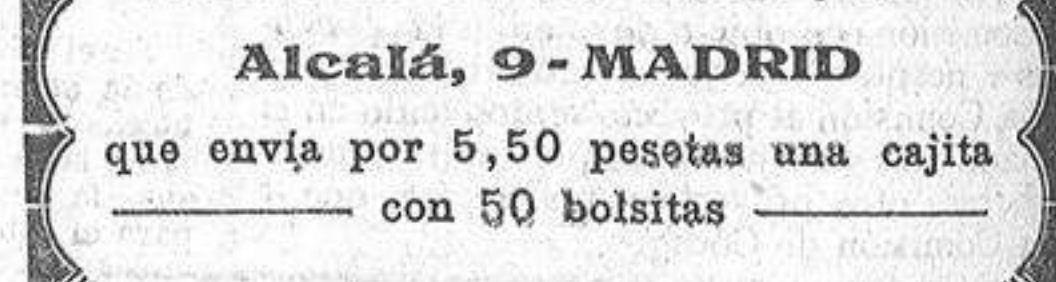 Alcalá, 9 - MADRID
que envía por 5,50 pesetas una cajita
con 50 bolsitas